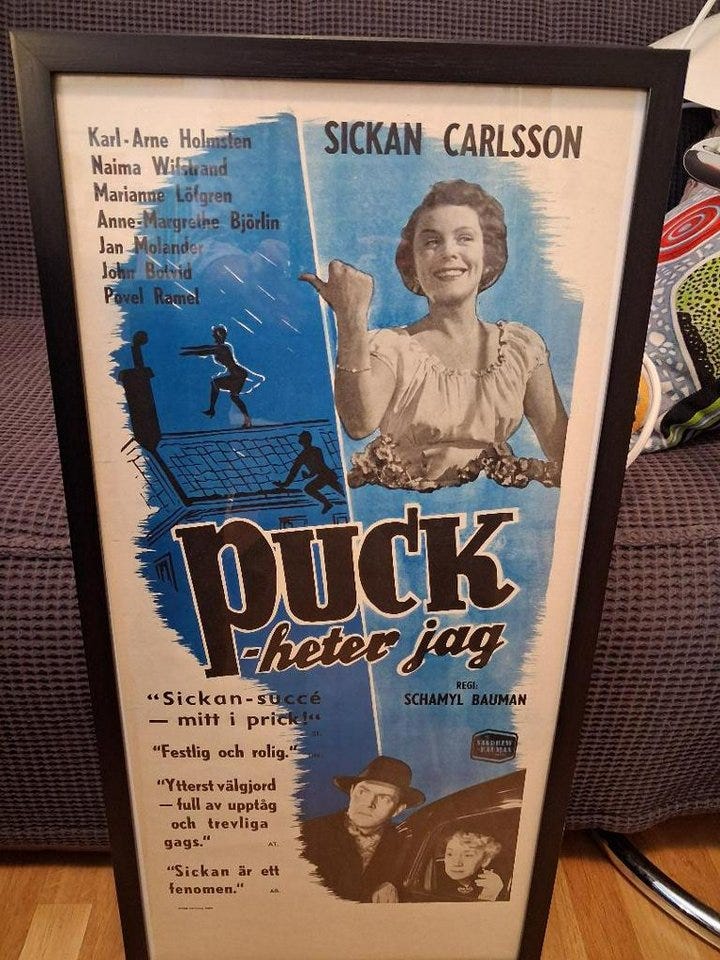 Karl-Arne Holmsten
Naima Wifstrand
Marianne Löfgren
Anne-Margrethe Björlin
Jan Molander
John Botvid
Povel Ramel
SICKAN CARLSSON
PUCK
-heter jag
REGI:
SCHAMYL BAUMAN
SANDREW
-BAUMAN
“Sickan-succé
— mitt i prick!“
“Festlig och rolig.“
“Ytterst välgjord
— full av upptåg
och trevliga
gags.“
AT.
“Sickan är ett
fenomen.“
AB.